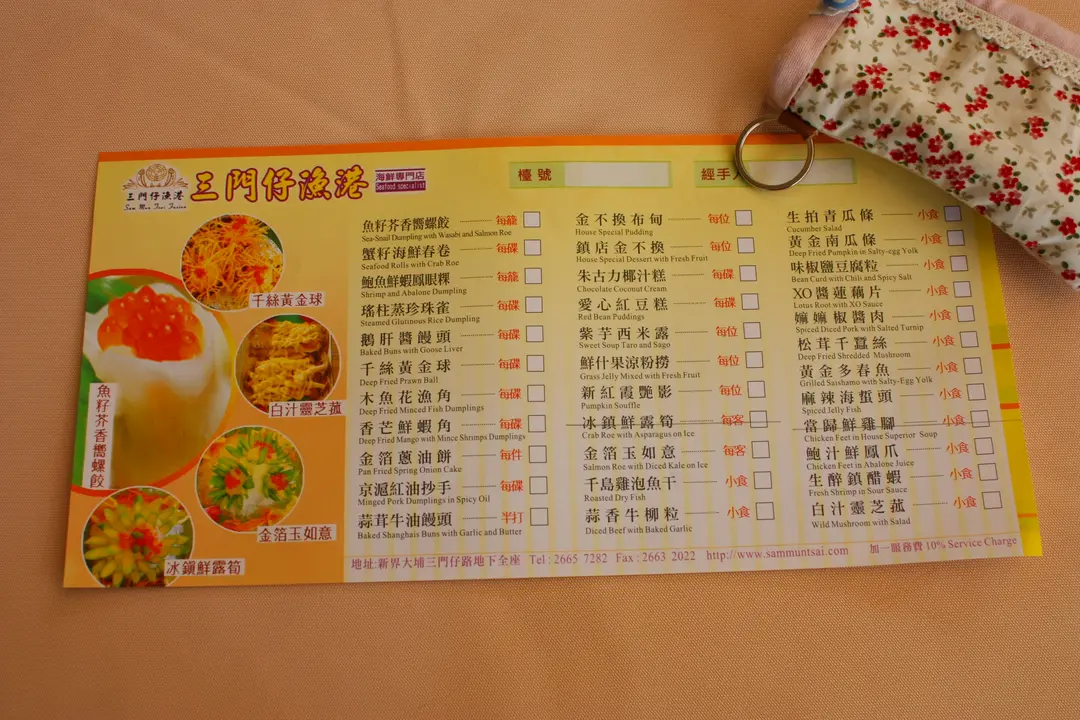 三門仔漁港
Sam Mun Tsai Fusion
三門仔漁港
海鮮專門店
Seafood specialist
檯號
經手
千絲黃金球
白汁靈芝菰
魚籽芥香嚮螺餃
金箔玉如意
冰鎭鮮露筍
魚籽芥香嚮螺餃 每籠
Sea-Snail Dumpling with Wasabi and Salmon Roe
蟹籽海鮮春卷 每碟
Seafood Rolls with Crab Roe
鮑魚鮮蝦鳳眼粿 每籠
Shrimp and Abalone Dumpling
瑤柱蒸珍珠雀 每碟
Steamed Glutinous Rice Dumpling
鵝肝醬饅頭 每碟
Baked Buns with Goose Liver
千絲黃金球 每碟
Deep Fried Prawn Ball
木魚花漁角 每碟
Deep Fried Minced Fish Dumplings
香芒鮮蝦角 每碟
Deep Fried Mango with Mince Shrimps Dumplings
金箔蔥油餅 每件
Pan Fried Spring Onion Cake
京滬紅油抄手 每碟
Minged Pork Dumplings in Spicy Oil
蒜茸牛油饅頭 半打
Baked Shanghais Buns with Garlic and Butter
金不換布甸 每位
House Special Pudding
鎮店金不換 每位
House Special Dessert with Fresh Fruit
朱古力椰汁糕 每碟
Chocolate Coconut Cream
愛心紅豆糕 每碟
Red Bean Puddings
紫芋西米露 每位
Sweet Soup Taro and Sago
鮮什果涼粉撈 每位
Grass Jelly Mixed with Fresh Fruit
新紅霞艷影 每位
Pumpkin Souffle
冰鎮鮮露筍 每客
Crab Roe with Asparagus on Ice
金箔玉如意 每客
Salmon Roe with Diced Kale on Ice
千島雞泡魚干 小食
Roasted Dry Fish
蒜香牛柳粒 小食
Diced Beef with Baked Garlic
生拍青瓜條 小食
Cucumber Salad
黃金南瓜條 小食
Deep Fried Pumpkin in Salty-egg Yolk
味椒鹽豆腐粒 小食
Bean Curd with Chili and Spicy Salt
XO醬蓮藕片 小食
Lotus Root with XO Sauce
嫲嫲椒醬肉 小食
Spiced Diced Pork with Salted Turnip
松茸千蠶絲 小食
Deep Fried Shredded Mushroom
黃金多春魚 小食
Grilled Saishamo with Salty-Egg Yolk
麻辣海蜇頭 小食
Spiced Jelly Fish
當歸鮮雞腳 小食
Chicken Feet in House Superior Soup
鮑汁鮮鳳爪 小食
Chicken Feet in Abalone Juice
生醉鎮醋蝦 小食
Fresh Shrimp in Sour Sauce
白汁靈芝菰 小食
Wild Mushroom with Salad
地址:新界大埔三門仔路地下全座 Tel : 2665 7282 Fax : 2663 2022 http://www.sammuntsai.com 加一服務費 10% Service Charge